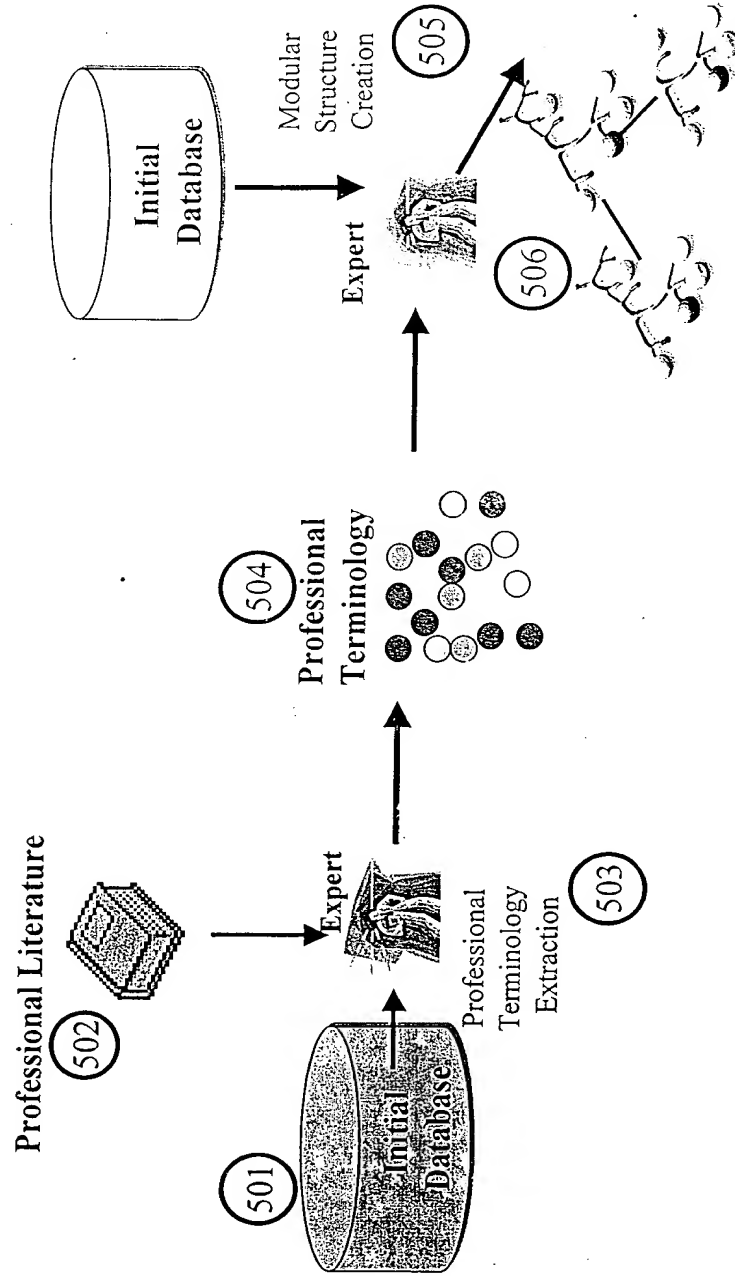 Professional Literature
502
501
Initial
Database
Expert
Professional
Terminology
Extraction
503
504
Professional
Terminology
Initial
Database
Expert
Modular
Structure
Creation
505
506